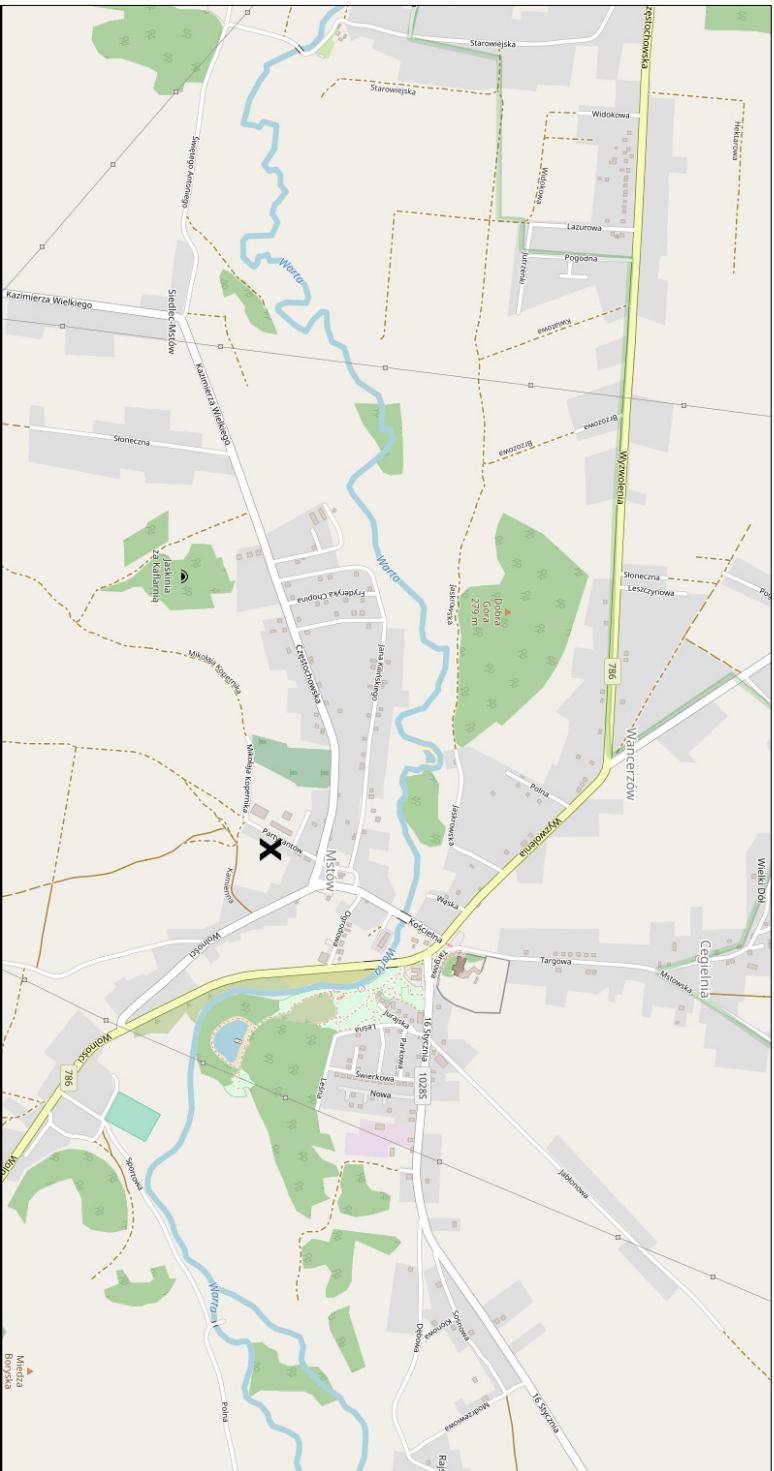 Częstochowska
Starowiejska
Starowiejska
Widokowa
Hektarowa
Widokowa
Świętego Antoniego
Lazurowa
Pogodna
Jutrzenki
Warta
Kwiatowa
Kazimierza Wielkiego
Siedlec-Mstów
Kazimierza Wielkiego
Brzozowa
Brzozowa
Słoneczna
Wyzwolenia
Jaskinia
za Kaflarnią
Warta
Słoneczna
Leszczynowa
Fryderyka Chopina
Jaskrowska
Dobra
Góra
279 m
Jana Kilińskiego
Mikołaja Kopernika
Częstochowska
786
Wancerzów
Mikołaja Kopernika
Polna
Jaskrowska
Wyzwolenia
Partyzantów
X
Mstów
Kamienna
Wąska
Wielki Dół
Ogrodowa
Kościelna
Wolności
Warta
Targowa
Targowa
Mstowska
Cegielnia
Jurajska
Leśna
16 Stycznia
Parkowa
1028S
Świerkowa
Nowa
Leśna
Wolności
786
Sportowa
Jabłonowa
Warta
Sosnowa
Klonowa
Dębowa
Miedza
Boryska
Polna
Modrzewiowa
16 Stycznia